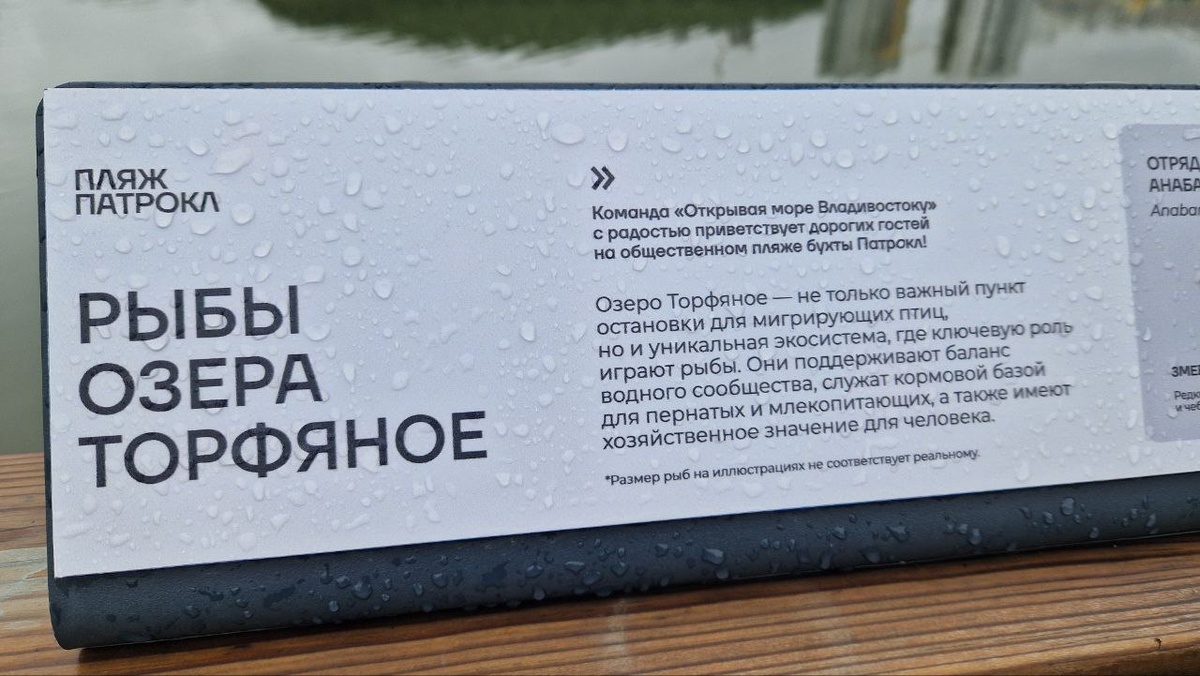 ПЛЯЖ
ПАТРОКЛ
РЫБЫ
ОЗЕРА
ТОРФЯНОЕ
»
Команда «Открывая море Владивостоку»
с радостью приветствует дорогих гостей
на общественном пляже бухты Патрокл!
Озеро Торфяное — не только важный пункт
остановки для мигрирующих птиц,
но и уникальная экосистема, где ключевую роль
играют рыбы. Они поддерживают баланс
водного сообщества, служат кормовой базой
для пернатых и млекопитающих, а также имеют
хозяйственное значение для человека.
*Размер рыб на иллюстрациях не соответствует реальному.
ОТРЯД